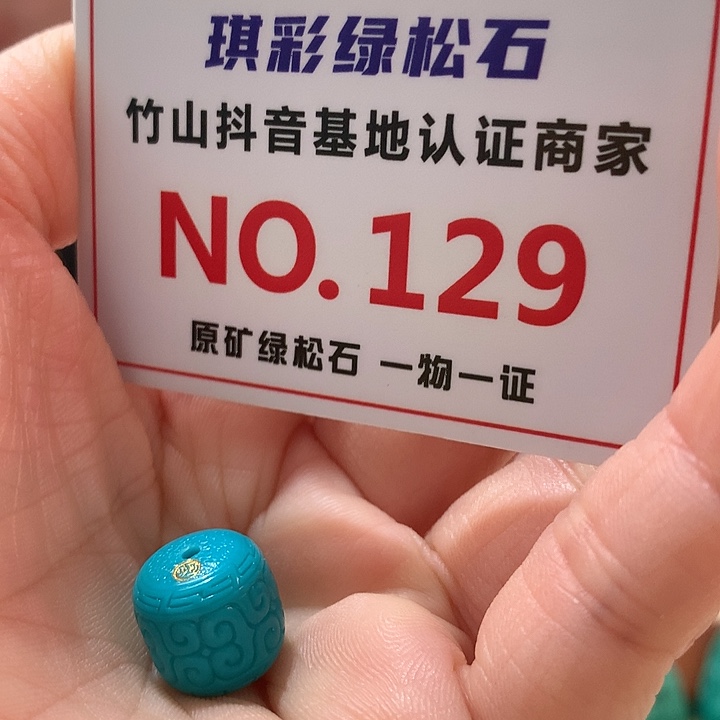 琪彩绿松石
竹山抖音基地认证商家
NO.129
原矿绿松石 一物一证